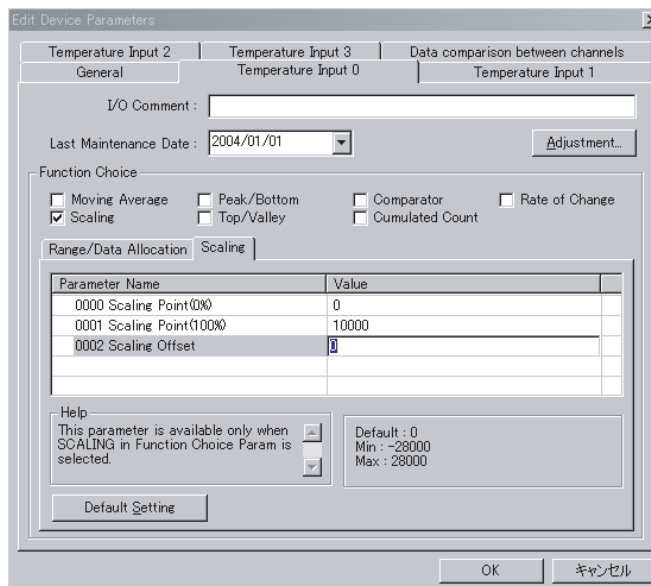 Edit Device Parameters
Temperature Input 2 Temperature Input 3 Data comparison between channels
General Temperature Input 0 Temperature Input 1
I/O Comment :
Last Maintenance Date : 2004/01/01 Adjustment...
Function Choice
Moving Average Peak/Bottom Comparator Rate of Change
Scaling Top/Valley Cumulated Count
Range/Data Allocation Scaling
Parameter Name Value
0000 Scaling Point(0%) 0
0001 Scaling Point(100%) 10000
0002 Scaling Offset 0
Help
This parameter is available only when
SCALING in Function Choice Param is
selected.
Default : 0
Min : -28000
Max : 28000
Default Setting
OK キャンセル